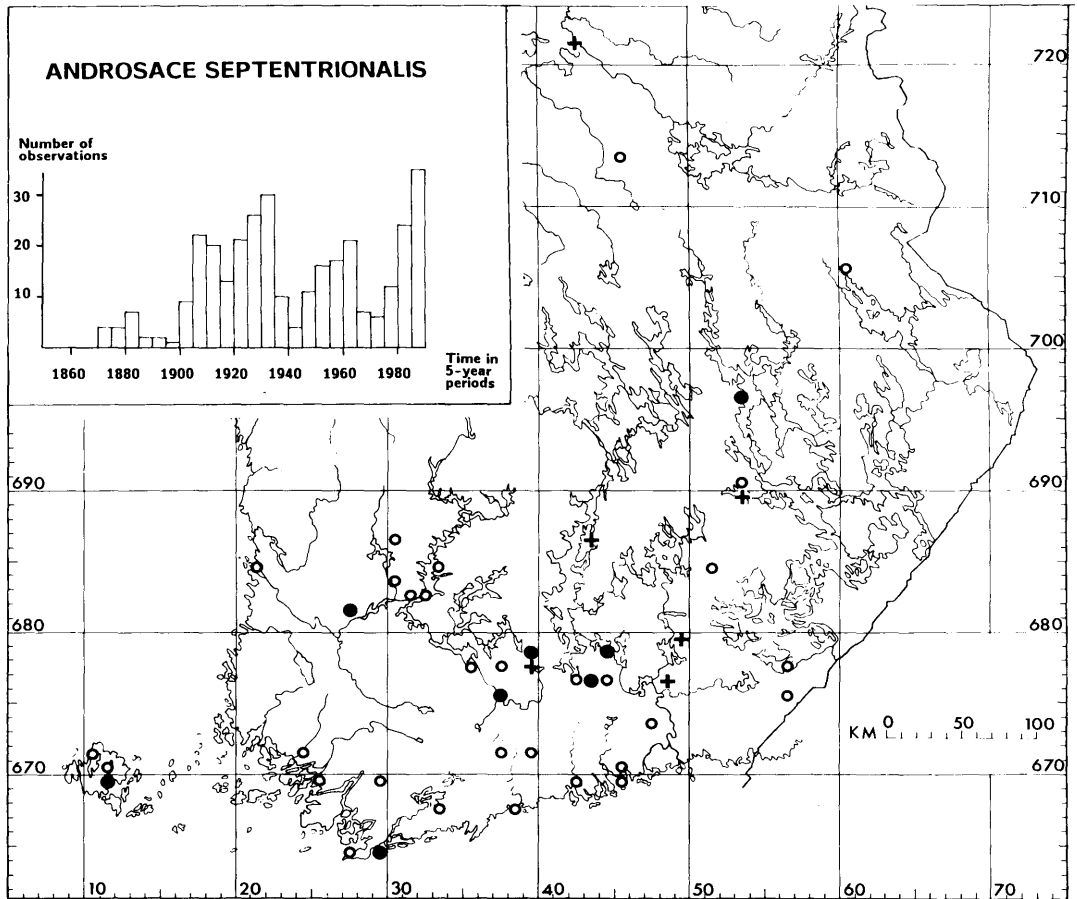 ANDROSACE SEPTENTRIONALIS
Number of
observations
30
20
10
1860 1880 1900 1920 1940 1960 1980
Time in
5-year
periods
720
710
700
690
690
680
680
670
670
KM 0 50 100
10 20 30 40 50 60 70